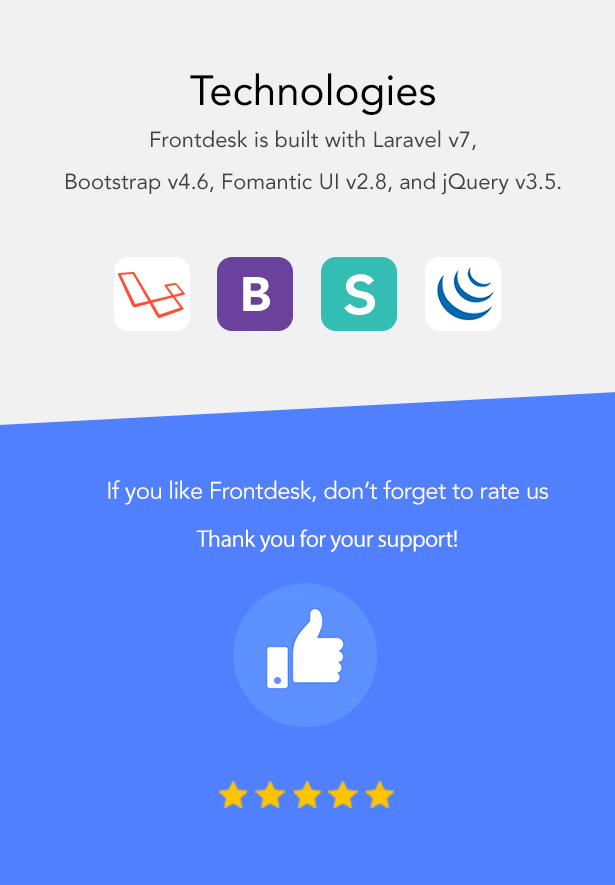 Technologies
Frontdesk is built with Laravel v7,
Bootstrap v4.6, Fomantic UI v2.8, and jQuery v3.5.
B
S
If you like Frontdesk, don’t forget to rate us
Thank you for your support!